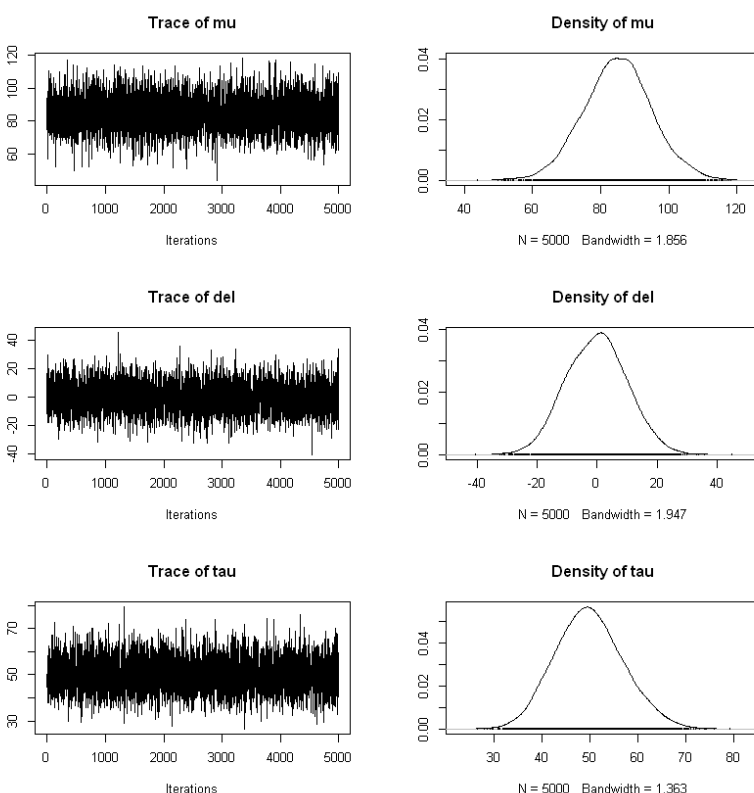 Trace of mu
60 80 100 120
0 1000 2000 3000 4000 5000
Iterations
Density of mu
0.00 0.02 0.04
40 60 80 100 120
N = 5000 Bandwidth = 1.856
Trace of del
-40 -20 0 20 40
0 1000 2000 3000 4000 5000
Iterations
Density of del
0.00 0.02 0.04
-40 -20 0 20 40
N = 5000 Bandwidth = 1.947
Trace of tau
30 50 70
0 1000 2000 3000 4000 5000
Iterations
Density of tau
0.00 0.02 0.04
30 40 50 60 70 80
N = 5000 Bandwidth = 1.363